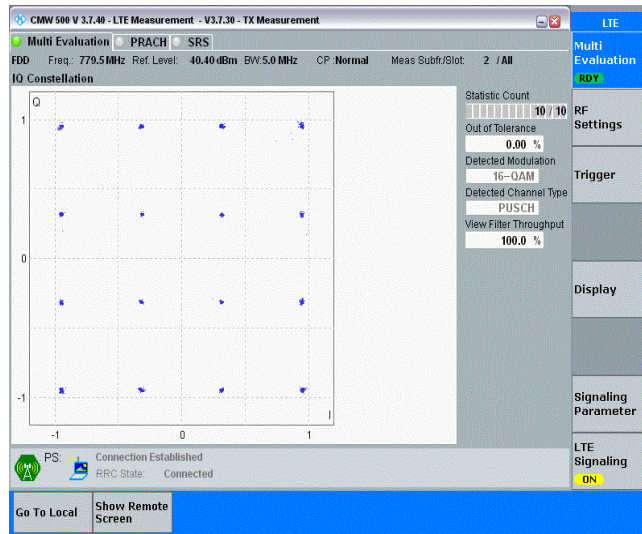 CMW 500 V 3.7.40 - LTE Measurement - V3.7.30 - TX Measurement
LTE
Multi Evaluation PRACH SRS
FDD Freq.: 779.5 MHz Ref. Level: 40.40 dBm BW:5.0 MHz CP :Normal Meas Subfr./Slot: 2 / All
IQ Constellation
Q
1
0
-1
-1 0 1
I
Statistic Count
10 / 10
Out of Tolerance
0.00 %
Detected Modulation
16-QAM
Detected Channel Type
PUSCH
View Filter Throughput
100.0 %
Multi
Evaluation
RDY
RF
Settings
Trigger
Display
Signaling
Parameter
LTE
Signaling
ON
PS: Connection Established
RRC State: Connected
Go To Local
Show Remote
Screen